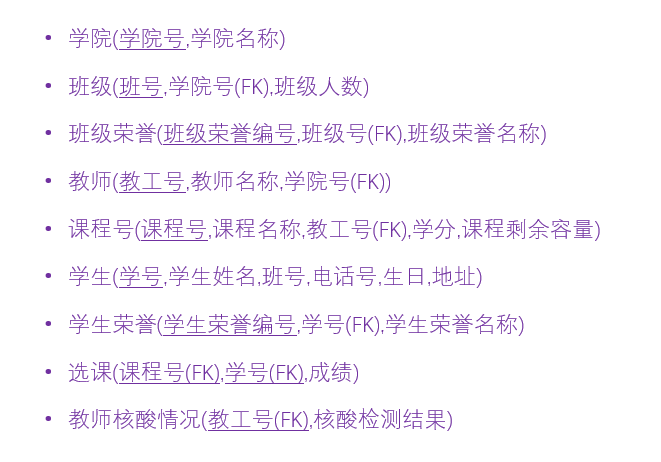 • 学院(学院号,学院名称)
• 班级(班号,学院号(FK),班级人数)
• 班级荣誉(班级荣誉编号,班级号(FK),班级荣誉名称)
• 教师(教工号,教师名称,学院号(FK))
• 课程号(课程号,课程名称,教工号(FK),学分,课程剩余容量)
• 学生(学号,学生姓名,班号,电话号,生日,地址)
• 学生荣誉(学生荣誉编号,学号(FK),学生荣誉名称)
• 选课(课程号(FK),学号(FK),成绩)
• 教师核酸情况(教工号(FK),核酸检测结果)